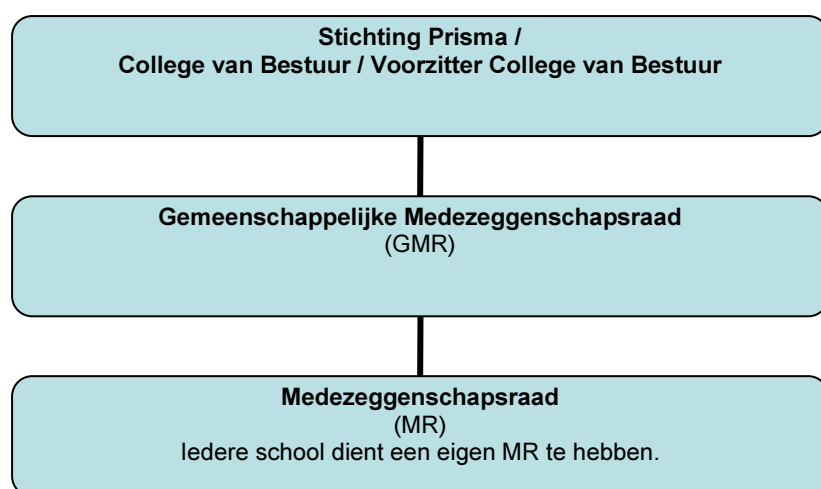 Stichting Prisma /
College van Bestuur / Voorzitter College van Bestuur
Gemeenschappelijke Medezeggenschapsraad
(GMR)
Medezeggenschapsraad
(MR)
Iedere school dient een eigen MR te hebben.